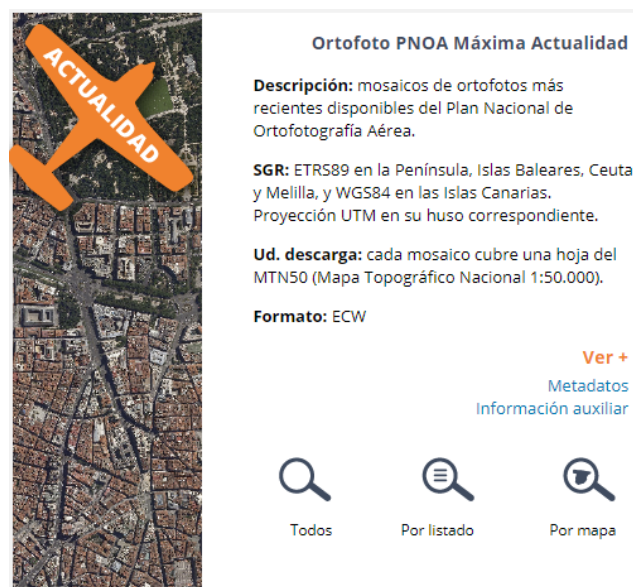 ACTUALIDAD
Ortofoto PNOA Máxima Actualidad
Descripción: mosaicos de ortofotos más
recientes disponibles del Plan Nacional de
Ortofotografía Aérea.
SGR: ETRS89 en la Península, Islas Baleares, Ceuta
y Melilla, y WGS84 en las Islas Canarias.
Proyección UTM en su huso correspondiente.
Ud. descarga: cada mosaico cubre una hoja del
MTN50 (Mapa Topográfico Nacional 1:50.000).
Formato: ECW
Ver +
Metadatos
Información auxiliar
Todos
Por listado
Por mapa